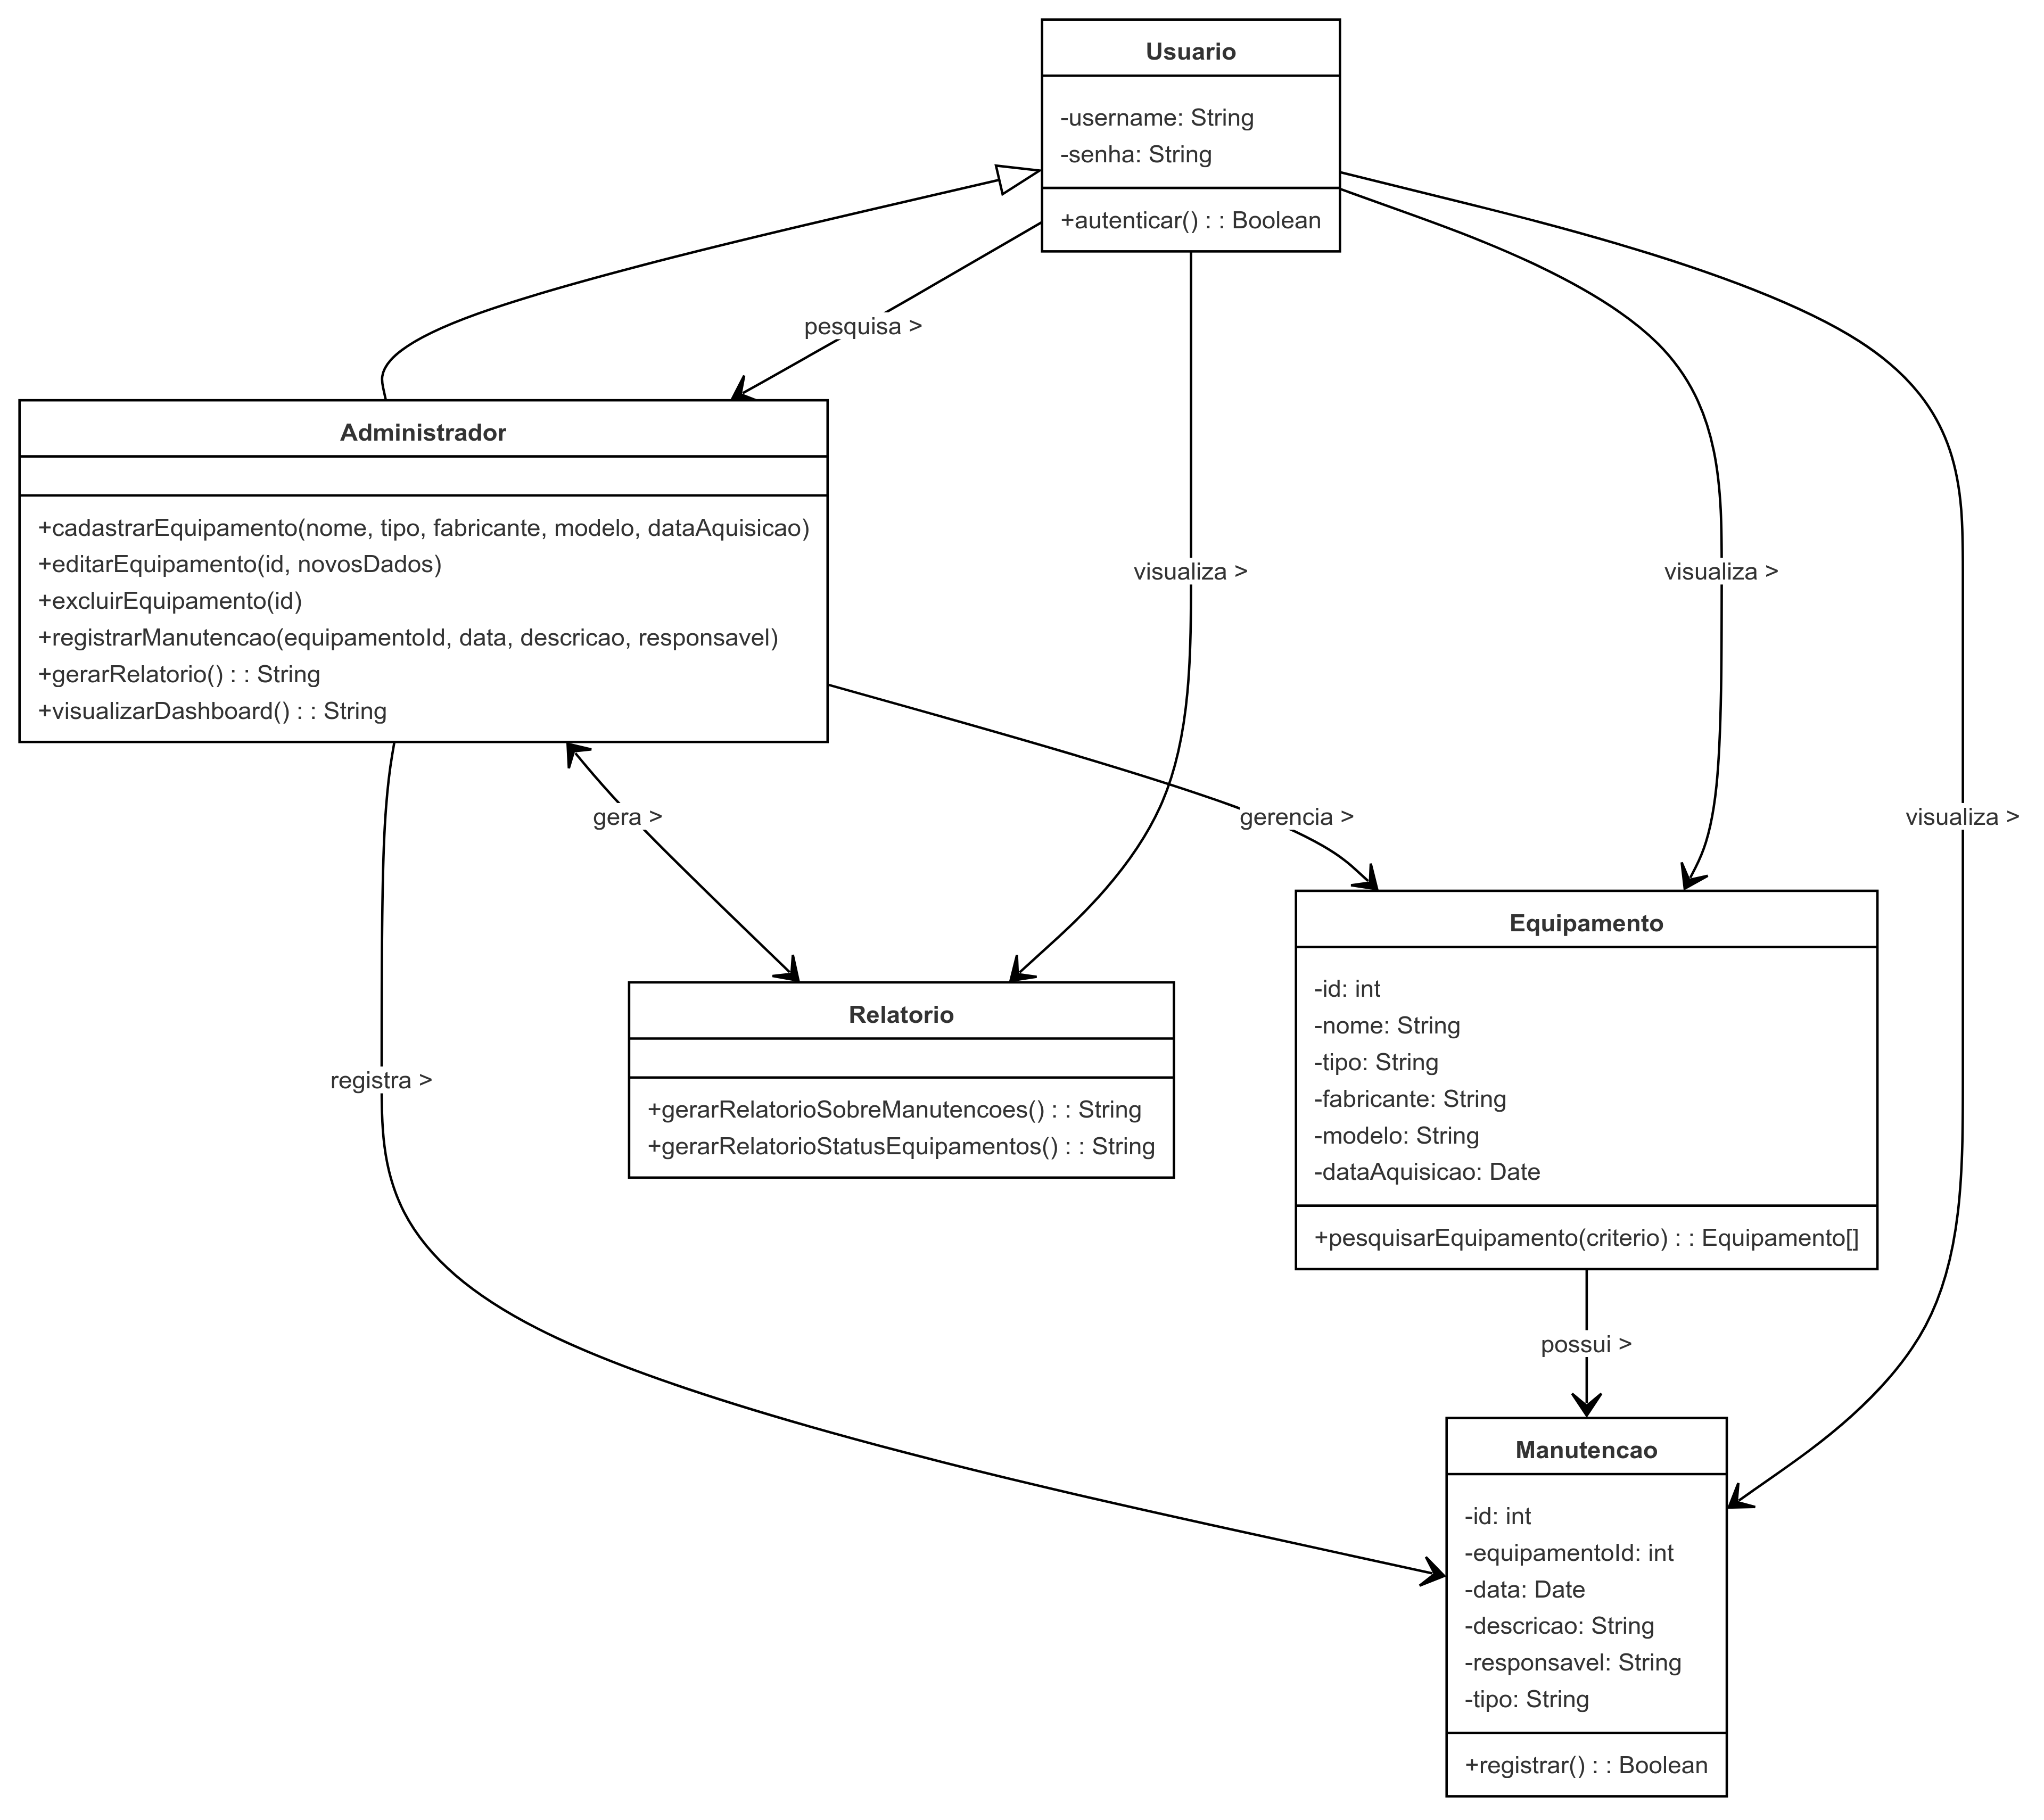 Usuario
-username: String
-senha: String
+autenticar() : : Boolean
pesquisa >
Administrador
+cadastrarEquipamento(nome, tipo, fabricante, modelo, dataAquisicao)
+editarEquipamento(id, novosDados)
+excluirEquipamento(id)
+registrarManutencao(equipamentoId, data, descricao, responsavel)
+gerarRelatorio() : : String
+visualizarDashboard() : : String
visualiza >
visualiza >
gera >
gerencia >
visualiza >
Relatorio
+gerarRelatorioSobreManutencoes() : : String
+gerarRelatorioStatusEquipamentos() : : String
Equipamento
-id: int
-nome: String
-tipo: String
-fabricante: String
-modelo: String
-dataAquisicao: Date
+pesquisarEquipamento(criterio) : : Equipamento[]
registra >
possui >
Manutencao
-id: int
-equipamentoId: int
-data: Date
-descricao: String
-responsavel: String
-tipo: String
+registrar() : : Boolean